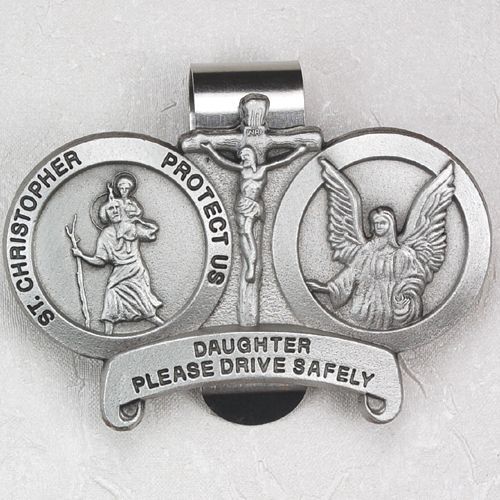 ST. CHRISTOPHER PROTECT US
INRI
DAUGHTER
PLEASE DRIVE SAFELY